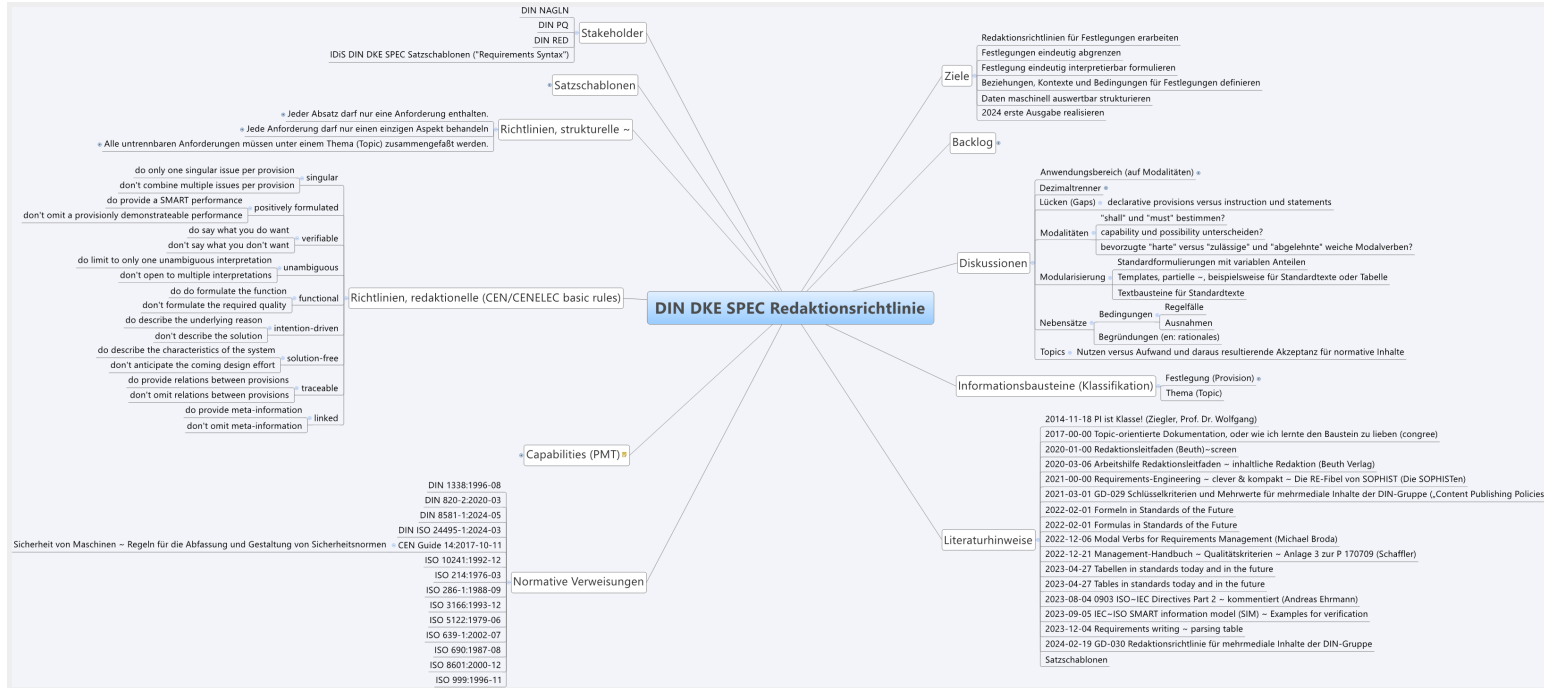 DIN DKE SPEC Redaktionsrichtlinie
Stakeholder
DIN NAGLN
DIN PQ
DIN RED
IDiS DIN DKE SPEC Satzschablonen ("Requirements Syntax")
Satzschablonen
Richtlinien, strukturelle ~
Jeder Absatz darf nur eine Anforderung enthalten.
Jede Anforderung darf nur einen einzigen Aspekt behandeln
Alle untrennbaren Anforderungen müssen unter einem Thema (Topic) zusammengefaßt werden.
Richtlinien, redaktionelle (CEN/CENELEC basic rules)
singular
do only one singular issue per provision
don't combine multiple issues per provision
positively formulated
do provide a SMART performance
don't omit a provisionly demonstrateable performance
verifiable
do say what you do want
don't say what you don't want
unambiguous
do limit to only one unambiguous interpretation
don't open to multiple interpretations
functional
do do formulate the function
don't formulate the required quality
intention-driven
do describe the underlying reason
don't describe the solution
solution-free
do describe the characteristics of the system
don't anticipate the coming design effort
traceable
do provide relations between provisions
don't omit relations between provisions
linked
do provide meta-information
don't omit meta-information
Capabilities (PMT)
Normative Verweisungen
DIN 1338:1996-08
DIN 820-2:2020-03
DIN 8581-1:2024-05
DIN ISO 24495-1:2024-03
CEN Guide 14:2017-10-11
Sicherheit von Maschinen ~ Regeln für die Abfassung und Gestaltung von Sicherheitsnormen
ISO 10241:1992-12
ISO 214:1976-03
ISO 286-1:1988-09
ISO 3166:1993-12
ISO 5122:1979-06
ISO 639-1:2002-07
ISO 690:1987-08
ISO 8601:2000-12
ISO 999:1996-11
Ziele
Redaktionsrichtlinien für Festlegungen erarbeiten
Festlegungen eindeutig abgrenzen
Festlegung eindeutig interpretierbar formulieren
Beziehungen, Kontexte und Bedingungen für Festlegungen definieren
Daten maschinell auswertbar strukturieren
2024 erste Ausgabe realisieren
Backlog
Diskussionen
Anwendungsbereich (auf Modalitäten)
Dezimaltrenner
Lücken (Gaps)
declarative provisions versus instruction und statements
Modalitäten
"shall" und "must" bestimmen?
capability und possibility unterscheiden?
bevorzugte "harte" versus "zulässige" und "abgelehnte" weiche Modalverben?
Modularisierung
Standardformulierungen mit variablen Anteilen
Templates, partielle ~, beispielsweise für Standardtexte oder Tabelle
Textbausteine für Standardtexte
Nebensätze
Bedingungen
Regelfälle
Ausnahmen
Begründungen (en: rationales)
Topics
Nutzen versus Aufwand und daraus resultierende Akzeptanz für normative Inhalte
Informationsbausteine (Klassifikation)
Festlegung (Provision)
Thema (Topic)
Literaturhinweise
2014-11-18 PI ist Klasse! (Ziegler, Prof. Dr. Wolfgang)
2017-00-00 Topic-orientierte Dokumentation, oder wie ich lernte den Baustein zu lieben (congree)
2020-01-00 Redaktionsleitfaden (Beuth)~screen
2020-03-06 Arbeitshilfe Redaktionsleitfaden ~ inhaltliche Redaktion (Beuth Verlag)
2021-00-00 Requirements-Engineering ~ clever & kompakt ~ Die RE-Fibel von SOPHIST (Die SOPHISTen)
2021-03-01 GD-029 Schlüsselkriterien und Mehrwerte für mehrmediale Inhalte der DIN-Gruppe („Content Publishing Policies
2022-02-01 Formeln in Standards of the Future
2022-02-01 Formulas in Standards of the Future
2022-12-06 Modal Verbs for Requirements Management (Michael Broda)
2022-12-21 Management-Handbuch ~ Qualitätskriterien ~ Anlage 3 zur P 170709 (Schaffler)
2023-04-27 Tabellen in standards today and in the future
2023-04-27 Tables in standards today and in the future
2023-08-04 0903 ISO~IEC Directives Part 2 ~ kommentiert (Andreas Ehrmann)
2023-09-05 IEC~ISO SMART information model (SIM) ~ Examples for verification
2023-12-04 Requirements writing ~ parsing table
2024-02-19 GD-030 Redaktionsrichtlinie für mehrmediale Inhalte der DIN-Gruppe
Satzschablonen